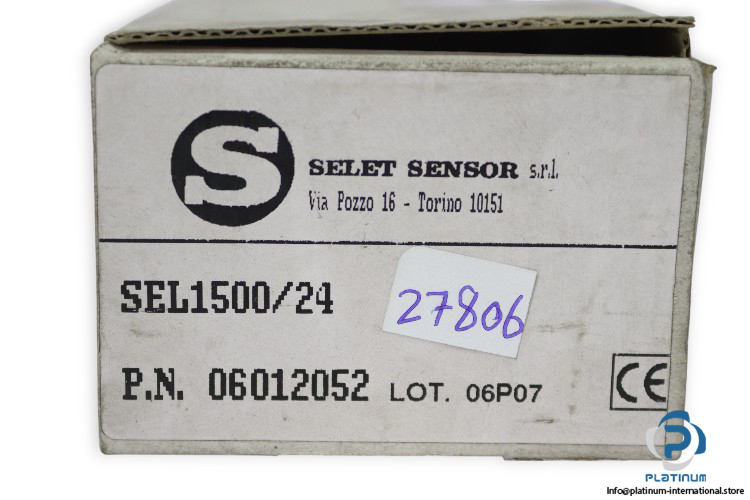 S
SELET SENSOR s.r.l.
Via Pozzo 16 - Torino 10151
SEL1500/24
27806
P.N. 06012052 LOT. 06P07
CE
PLATINUM
Info@platinum-international.store